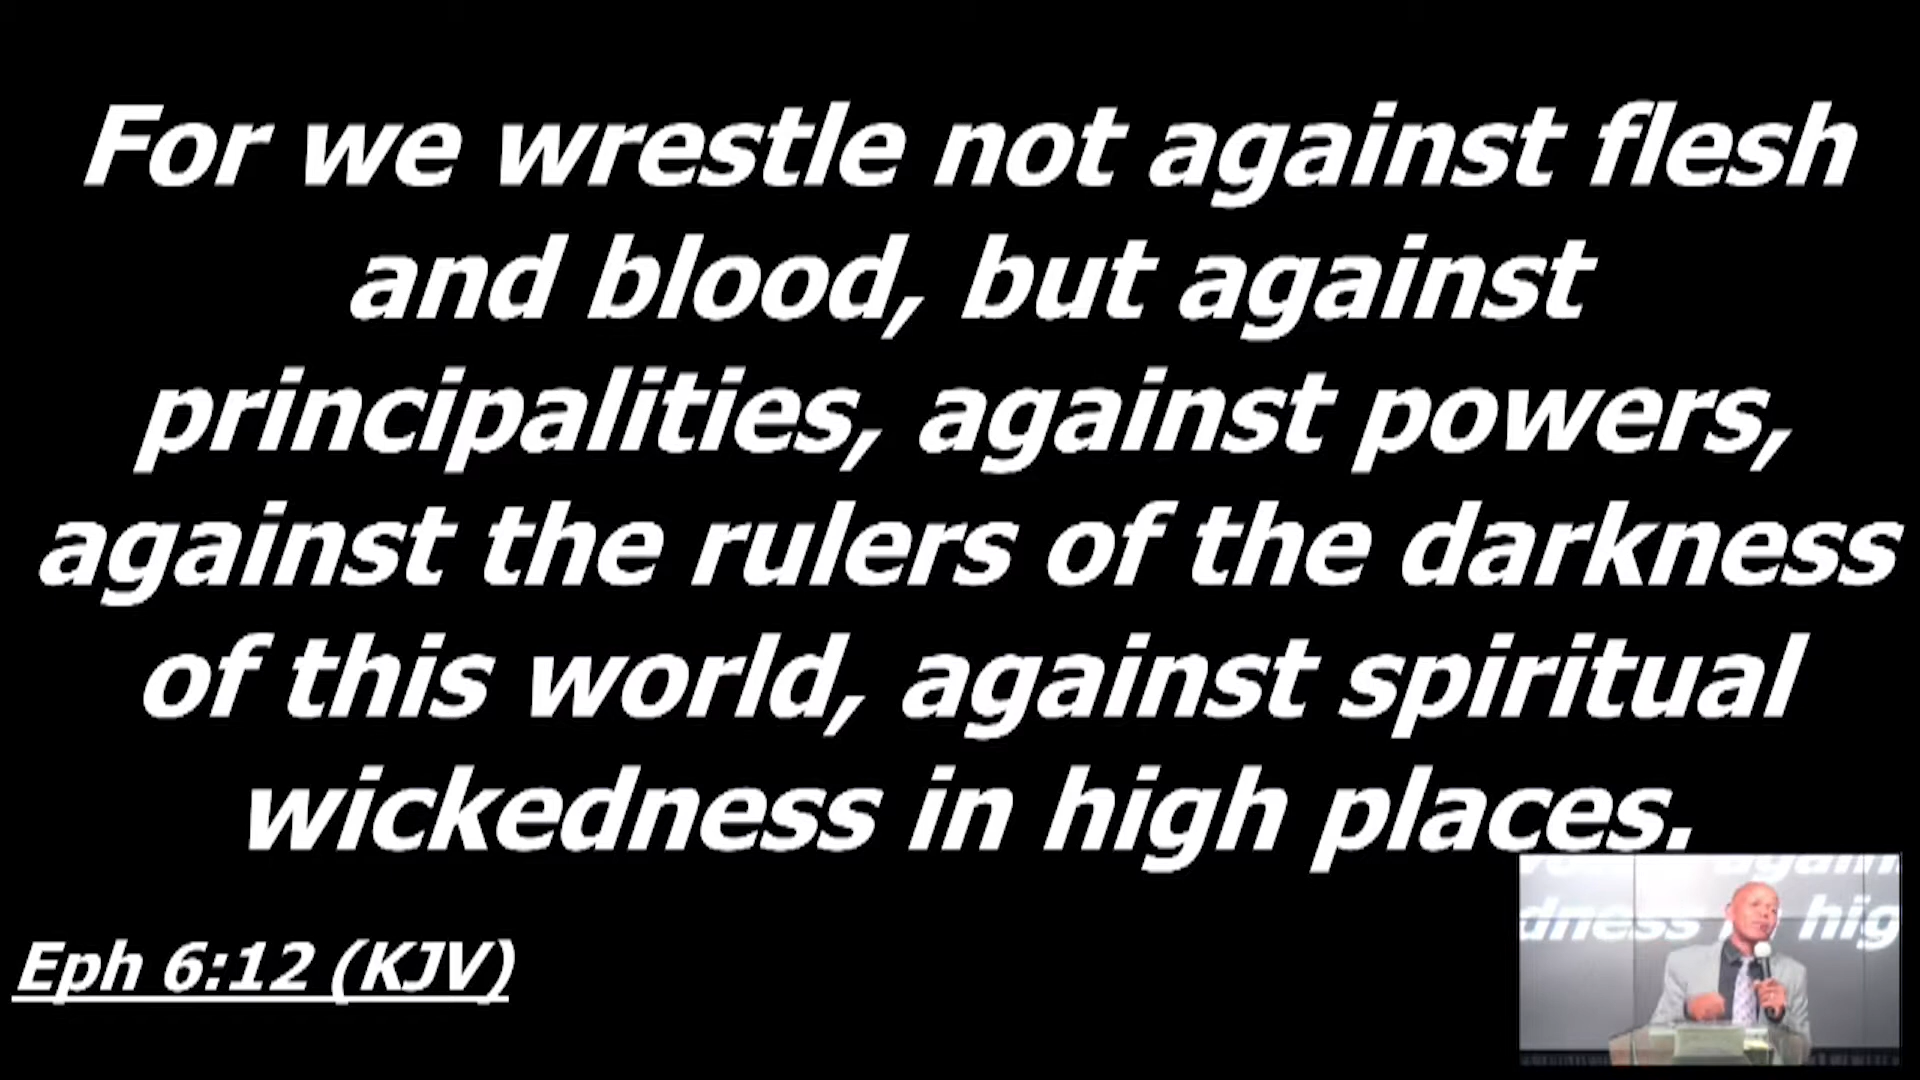 For we wrestle not against flesh
and blood, but against
principalities, against powers,
against the rulers of the darkness
of this world, against spiritual
wickedness in high places.
Eph 6:12 (KJV)